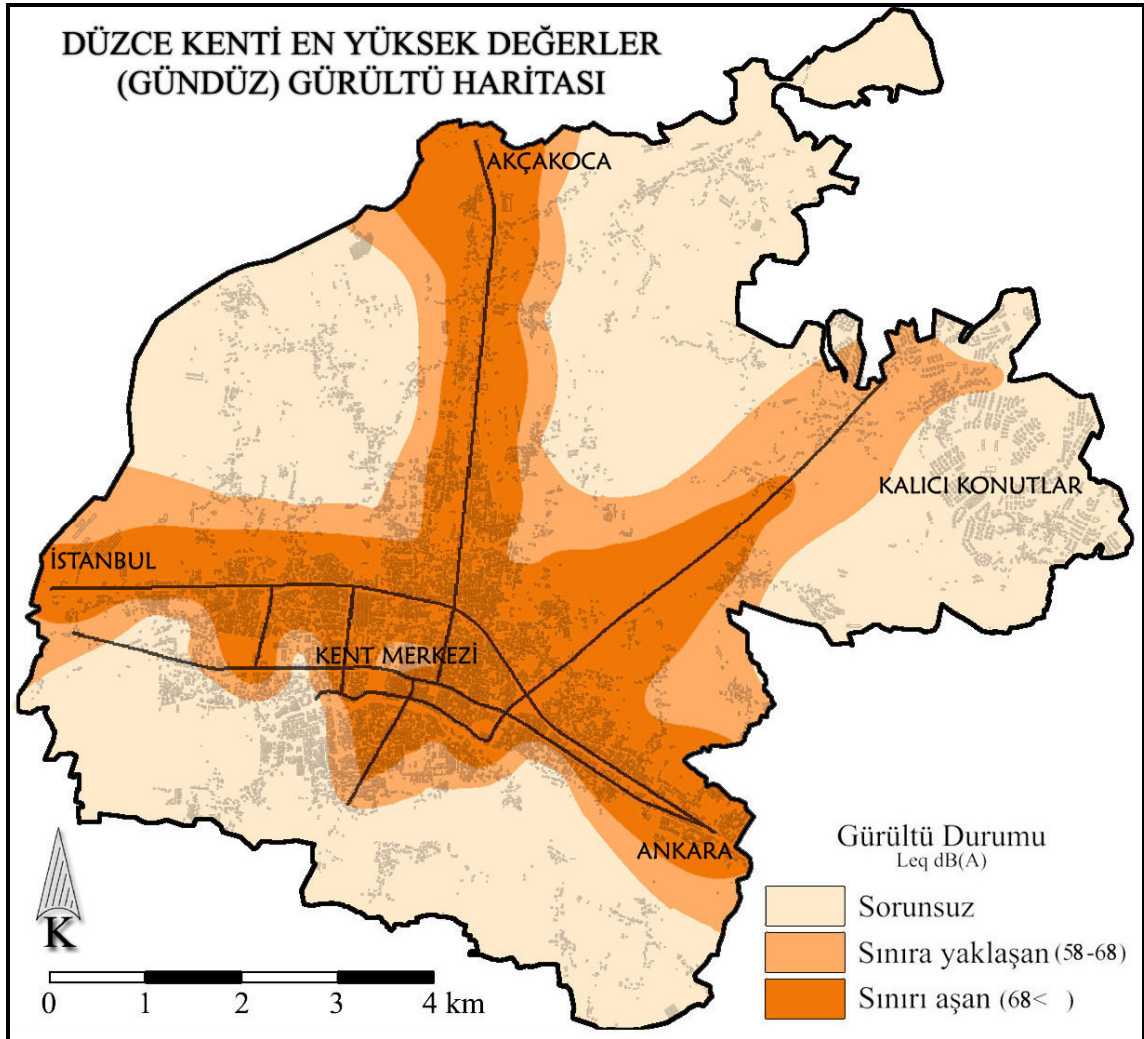 DÜZCE KENTİ EN YÜKSEK DEĞERLER
(GÜNDÜZ) GÜRÜLTÜ HARİTASI
AKÇAKOCA
KALICI KONUTLAR
İSTANBUL
KENT MERKEZİ
ANKARA
Gürültü Durumu
Leq dB(A)
Sorunsuz
Sınıra yaklaşan (58-68)
Sınırı aşan (68< )
K
0 1 2 3 4 km